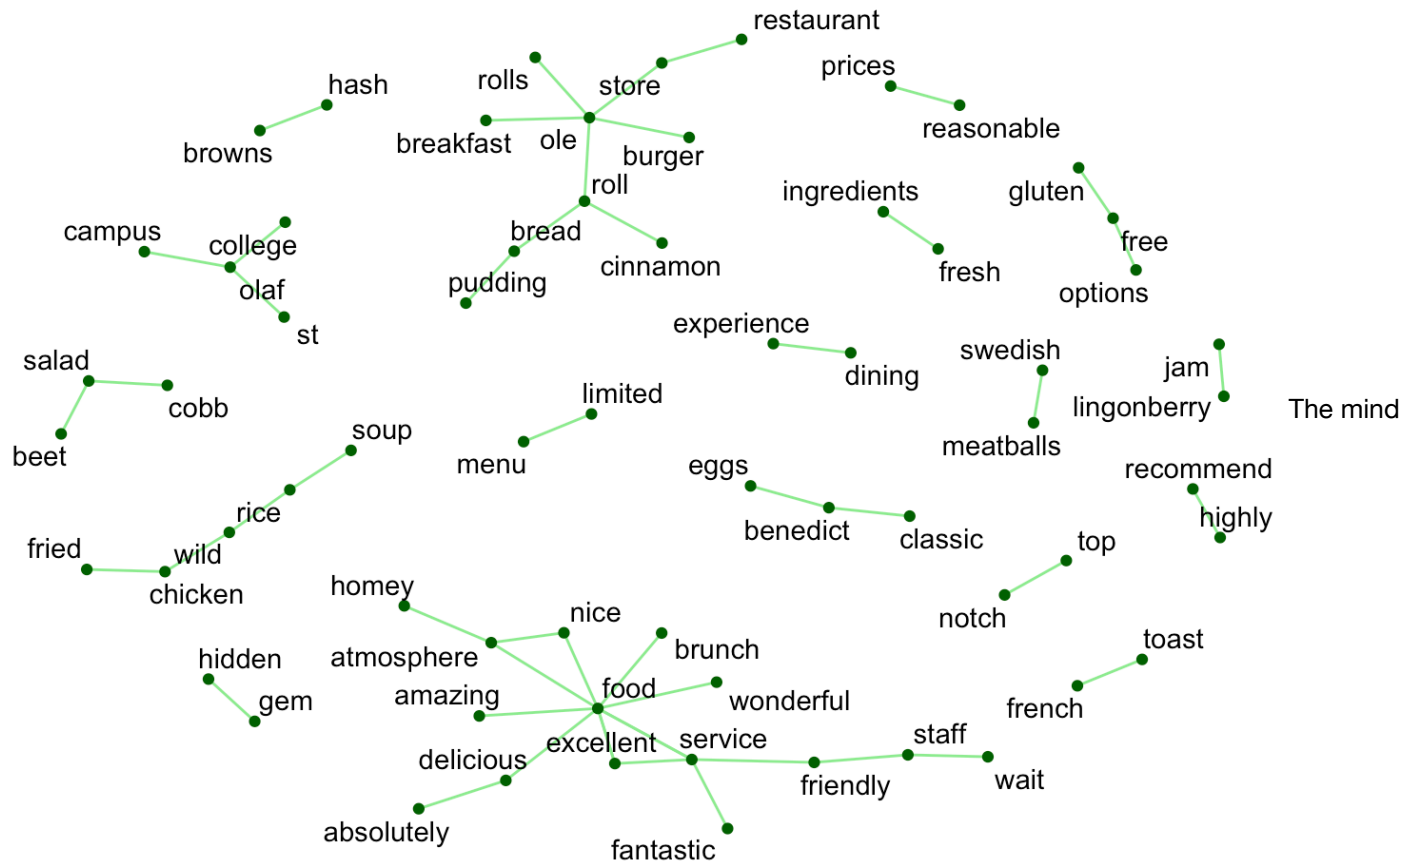 restaurant
rolls
store
prices
hash
breakfast
ole
burger
reasonable
browns
roll
ingredients
gluten
campus
college
bread
cinnamon
fresh
free
olaf
pudding
options
st
experience
dining
swedish
jam
salad
cobb
limited
lingonberry
The mind
beet
soup
menu
meatballs
eggs
recommend
rice
benedict
classic
highly
fried
wild
chicken
top
homey
nice
notch
hidden
atmosphere
brunch
toast
gem
amazing
food
wonderful
french
delicious
excellent
service
staff
friendly
wait
absolutely
fantastic